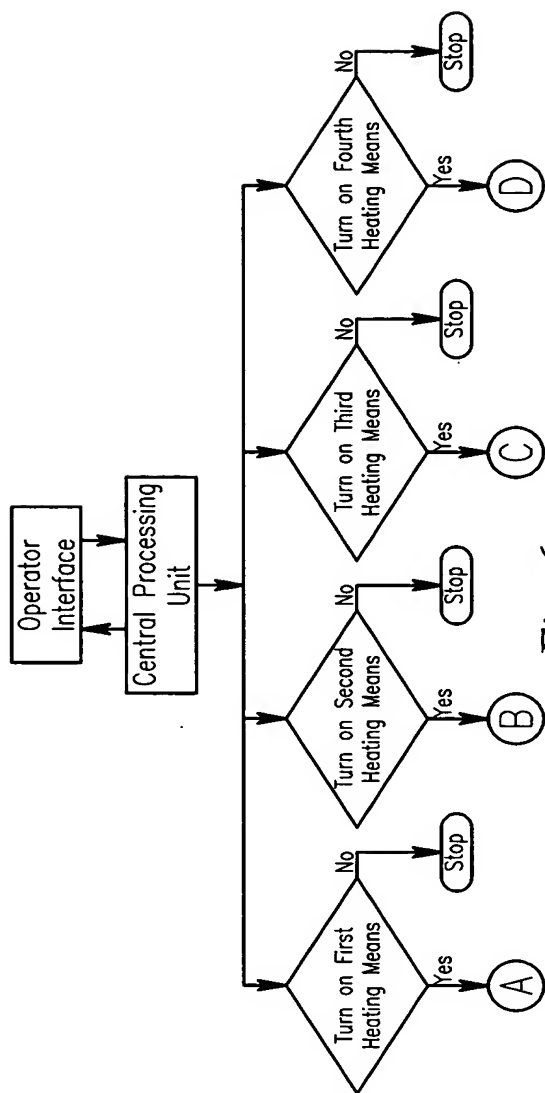 Operator
Interface
Central Processing
Unit
Turn on First
Heating Means
No
Stop
Yes
A
Turn on Second
Heating Means
No
Stop
Yes
B
Turn on Third
Heating Means
No
Stop
Yes
C
Turn on Fourth
Heating Means
No
Stop
Yes
D